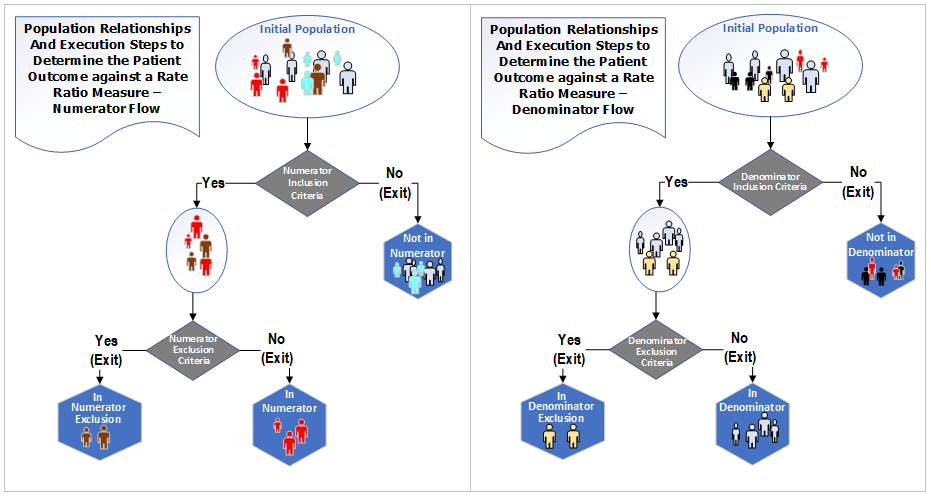 Population Relationships
And Execution Steps to
Determine the Patient
Outcome against a Rate
Ratio Measure –
Numerator Flow
Initial Population
Numerator
Inclusion
Criteria
Yes
No
(Exit)
Not in
Numerator
Numerator
Exclusion
Criteria
Yes
(Exit)
No
(Exit)
In
Numerator
Exclusion
In
Numerator
Population Relationships
And Execution Steps to
Determine the Patient
Outcome against a Rate
Ratio Measure –
Denominator Flow
Initial Population
Denominator
Inclusion Criteria
Yes
No
(Exit)
Not in
Denominator
Denominator
Exclusion
Criteria
Yes
(Exit)
No
(Exit)
In
Denominator
Exclusion
In
Denominator